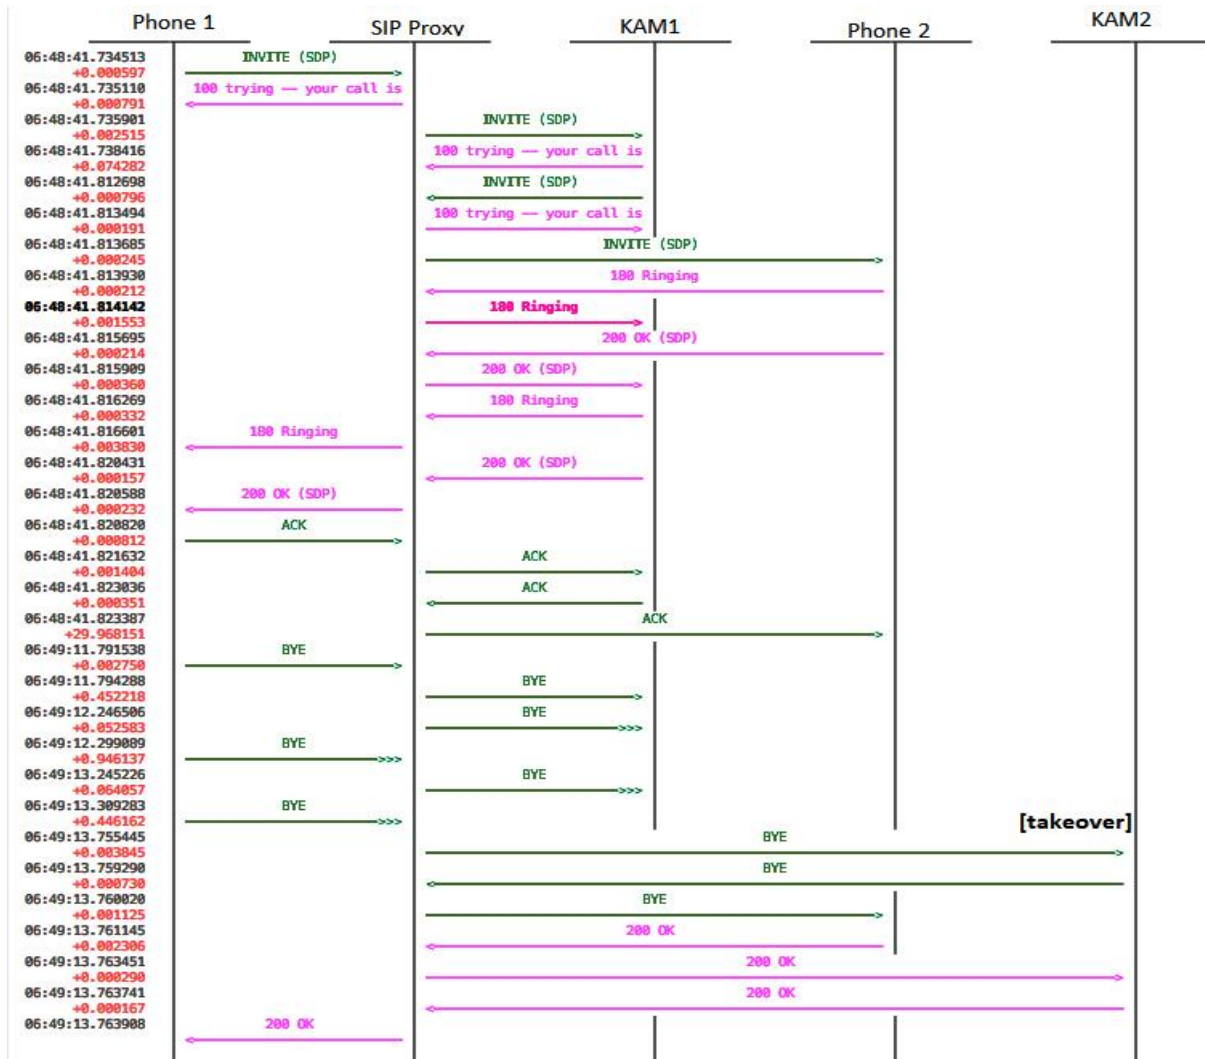 Phone 1 SIP Proxy KAM1 Phone 2 KAM2
06:48:41.734513 INVITE (SDP)
+0.000597
06:48:41.735110 100 trying —— your call is
+0.000791
06:48:41.735901 INVITE (SDP)
+0.002515
06:48:41.738416 100 trying —— your call is
+0.074282
06:48:41.812698 INVITE (SDP)
+0.000796
06:48:41.813494 100 trying —— your call is
+0.000191
06:48:41.813685 INVITE (SDP)
+0.000245
06:48:41.813930 180 Ringing
+0.000212
06:48:41.814142 180 Ringing
+0.001553
06:48:41.815695 200 OK (SDP)
+0.000214
06:48:41.815909 200 OK (SDP)
+0.000360
06:48:41.816269 180 Ringing
+0.000332
06:48:41.816601 180 Ringing
+0.003830
06:48:41.820431 200 OK (SDP)
+0.000157
06:48:41.820588 200 OK (SDP)
+0.000232
06:48:41.820820 ACK
+0.000812
06:48:41.821632 ACK
+0.001404
06:48:41.823036 ACK
+0.000351
06:48:41.823387 ACK
+29.968151
06:49:11.791538 BYE
+0.002750
06:49:11.794288 BYE
+0.452218
06:49:12.246506 BYE
+0.052583
06:49:12.299089 BYE
+0.946137
06:49:13.245226 BYE
+0.064057
06:49:13.309283 BYE
+0.446162 [takeover]
06:49:13.755445 BYE
+0.003845
06:49:13.759290 BYE
+0.000730
06:49:13.760020 BYE
+0.001125
06:49:13.761145 200 OK
+0.002306
06:49:13.763451 200 OK
+0.000290
06:49:13.763741 200 OK
+0.000167
06:49:13.763908 200 OK